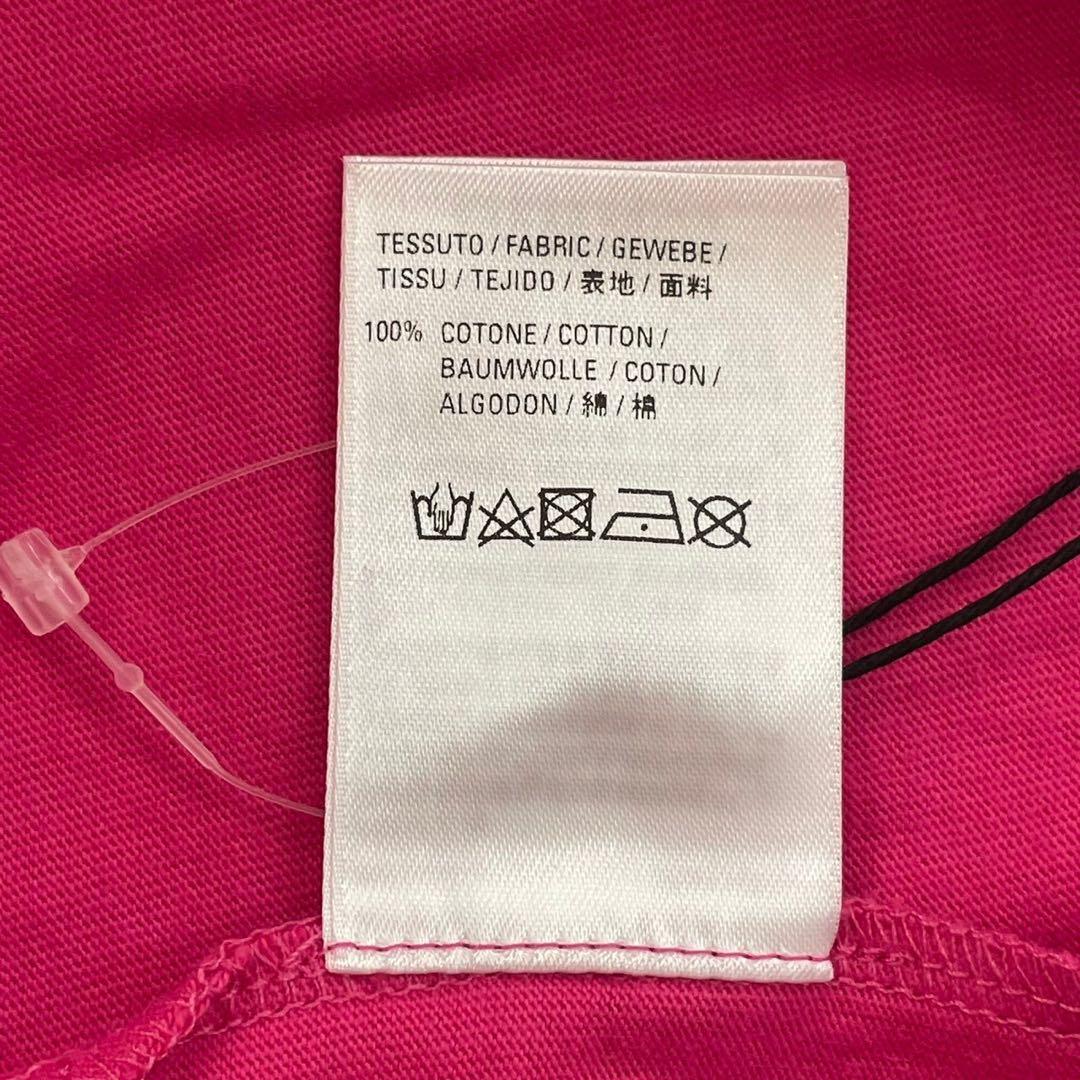 TESSUTO / FABRIC / GEWEBE /
TISSU / TEJIDO / 表地 / 面料
100% COTONE / COTTON /
BAUMWOLLE / COTON /
ALGODON / 綿 / 棉